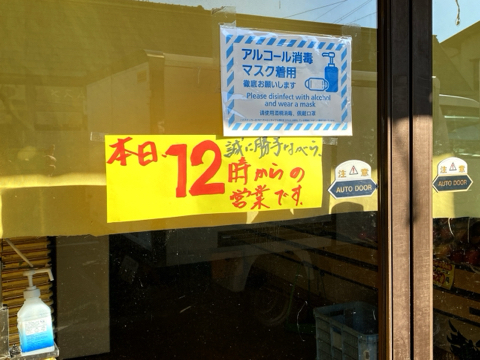 アルコール消毒
マスク着用
徹底お願いします
Please disinfect with alcohol
and wear a mask
本日 12
誠に勝手ながら、
時からの
営業です。
注意
AUTO DOOR
注意
AUTO DOOR